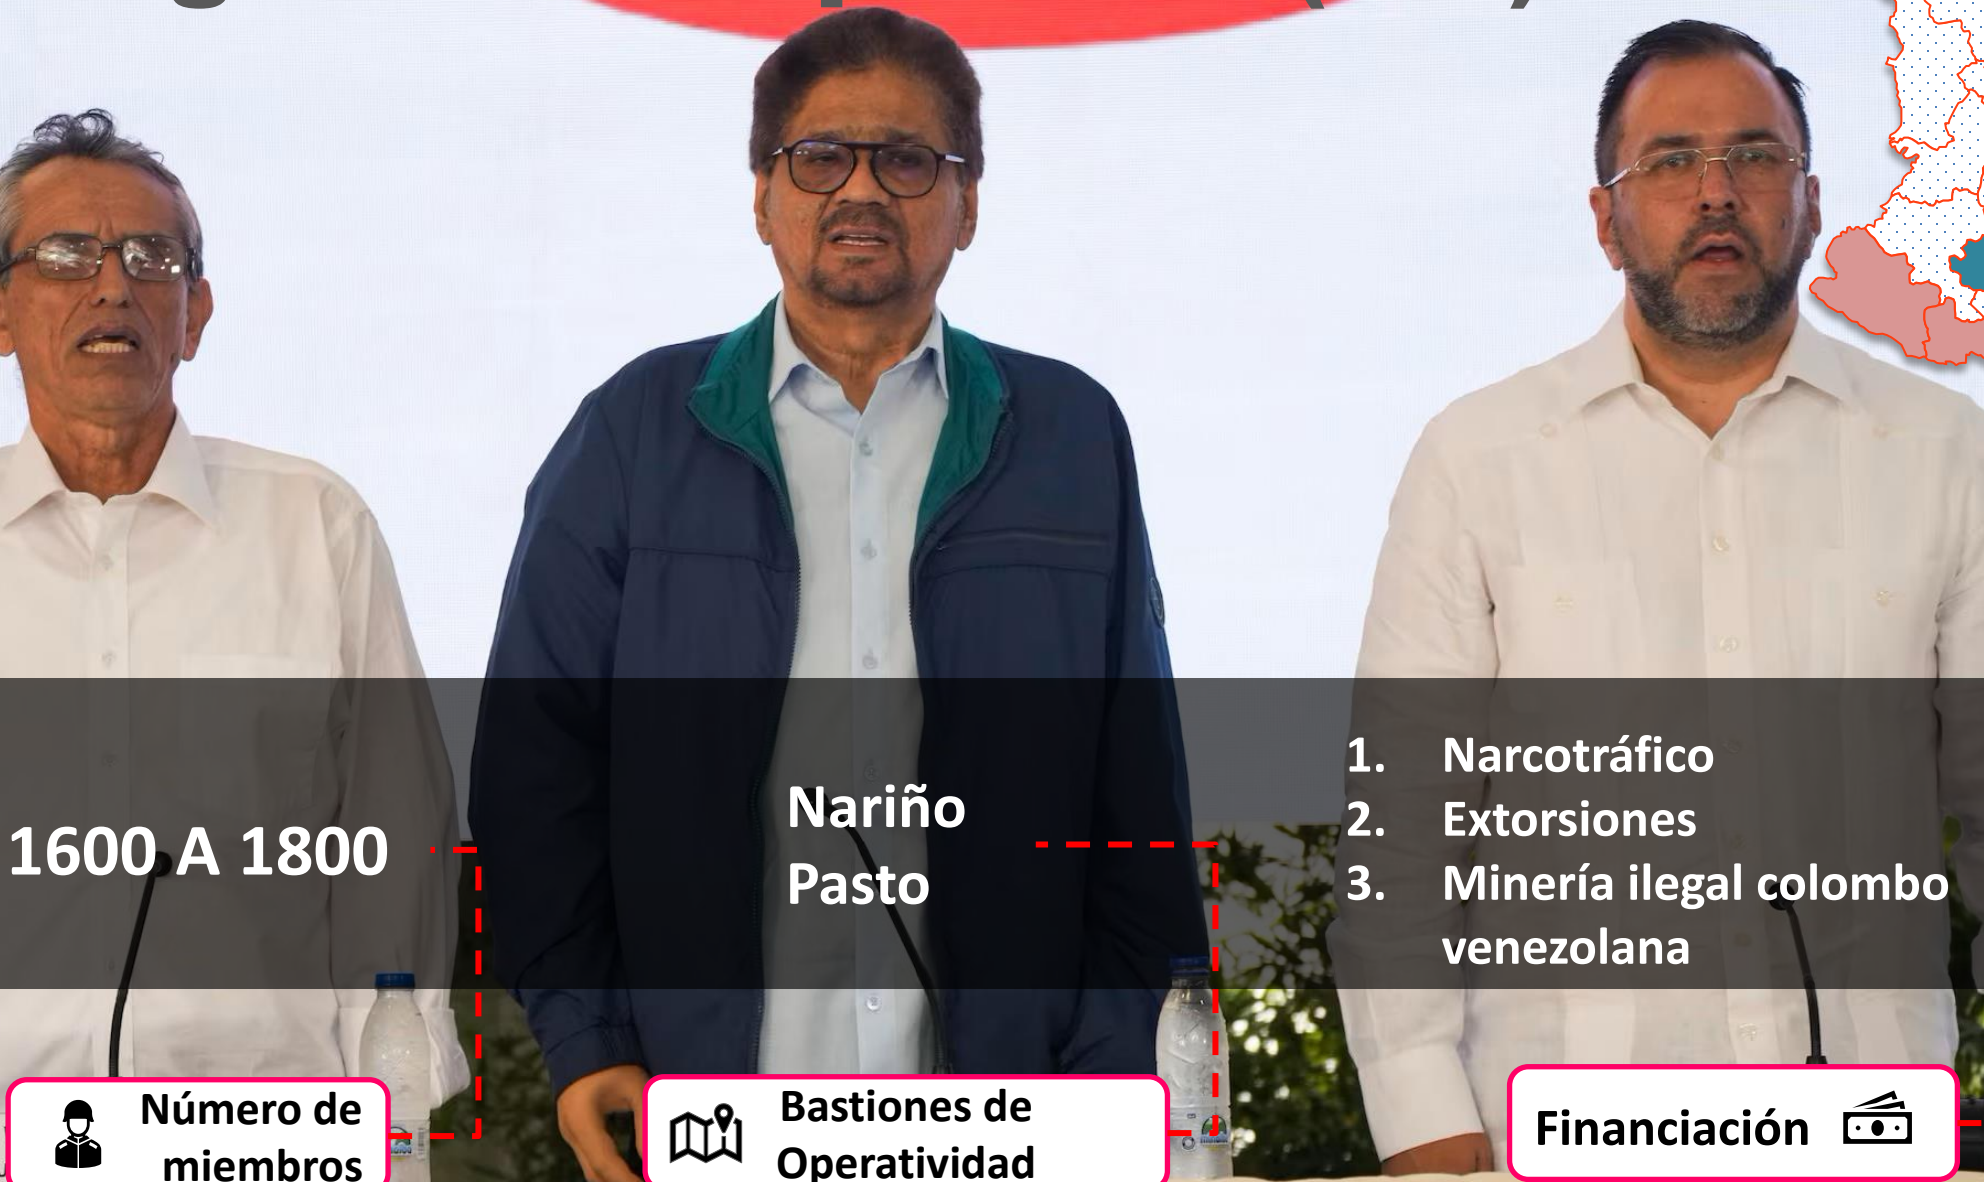 1600 A 1800
Nariño
Pasto
1. Narcotráfico
2. Extorsiones
3. Minería ilegal colombo
venezolana
Número de
miembros
Bastiones de
Operatividad
Financiación